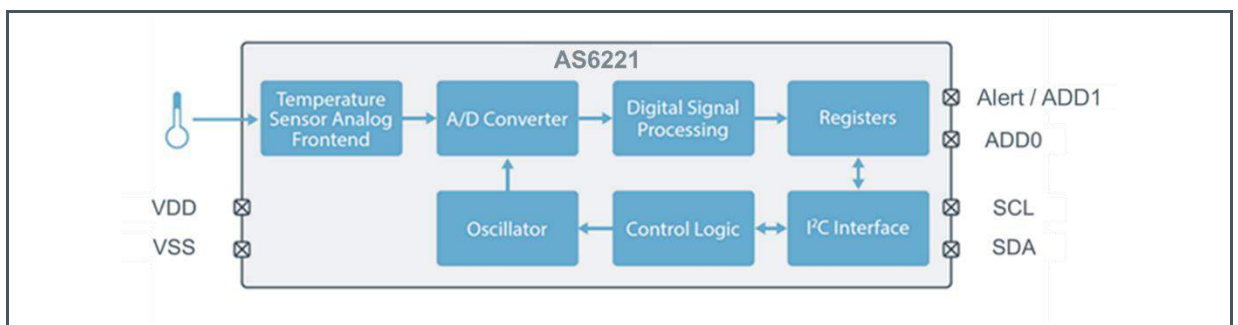 AS6221
Temperature
Sensor Analog
Frontend
A/D Converter
Digital Signal
Processing
Registers
Alert / ADD1
ADD0
VDD
VSS
Oscillator
Control Logic
I²C Interface
SCL
SDA